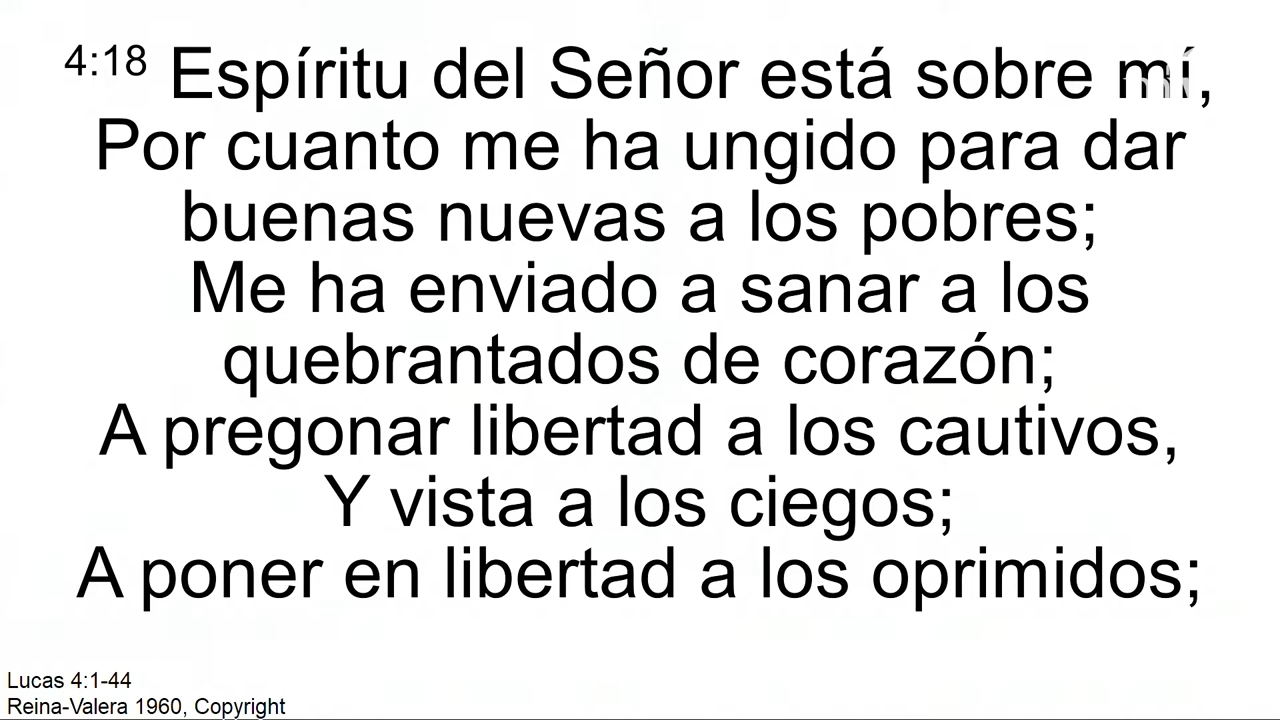 4:18 Espíritu del Señor está sobre mí,
Por cuanto me ha ungido para dar
buenas nuevas a los pobres;
Me ha enviado a sanar a los
quebrantados de corazón;
A pregonar libertad a los cautivos,
Y vista a los ciegos;
A poner en libertad a los oprimidos;
Lucas 4:1-44
Reina-Valera 1960, Copyright